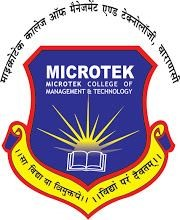 माइक्रोटेक कालेज ऑफ मैनेजमेंट एण्ड टेक्नोलॉजी, वाराणसी
MICROTEK
MICROTEK COLLEGE OF
MANAGEMENT & TECHNOLOGY
।।सा विद्या या विमुक्तये।।
।।विद्यां परं दैवतम्।।